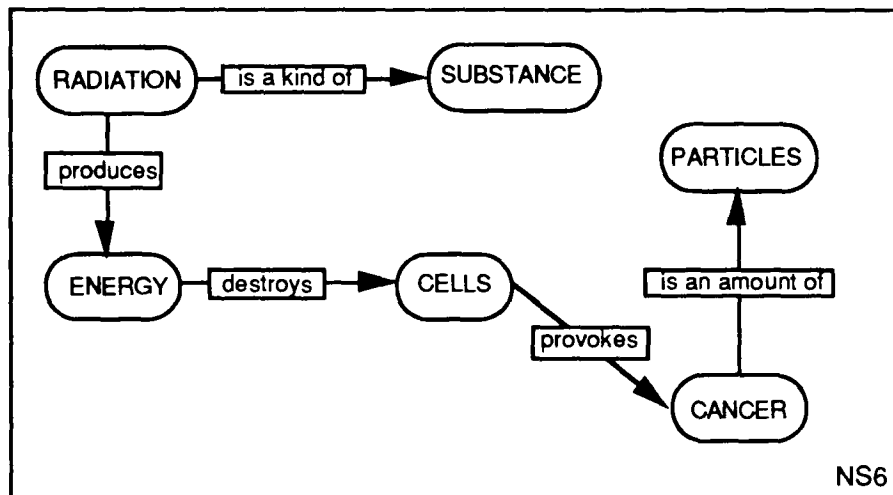 RADIATION
is a kind of
SUBSTANCE
produces
PARTICLES
ENERGY
destroys
CELLS
is an amount of
provokes
CANCER
NS6